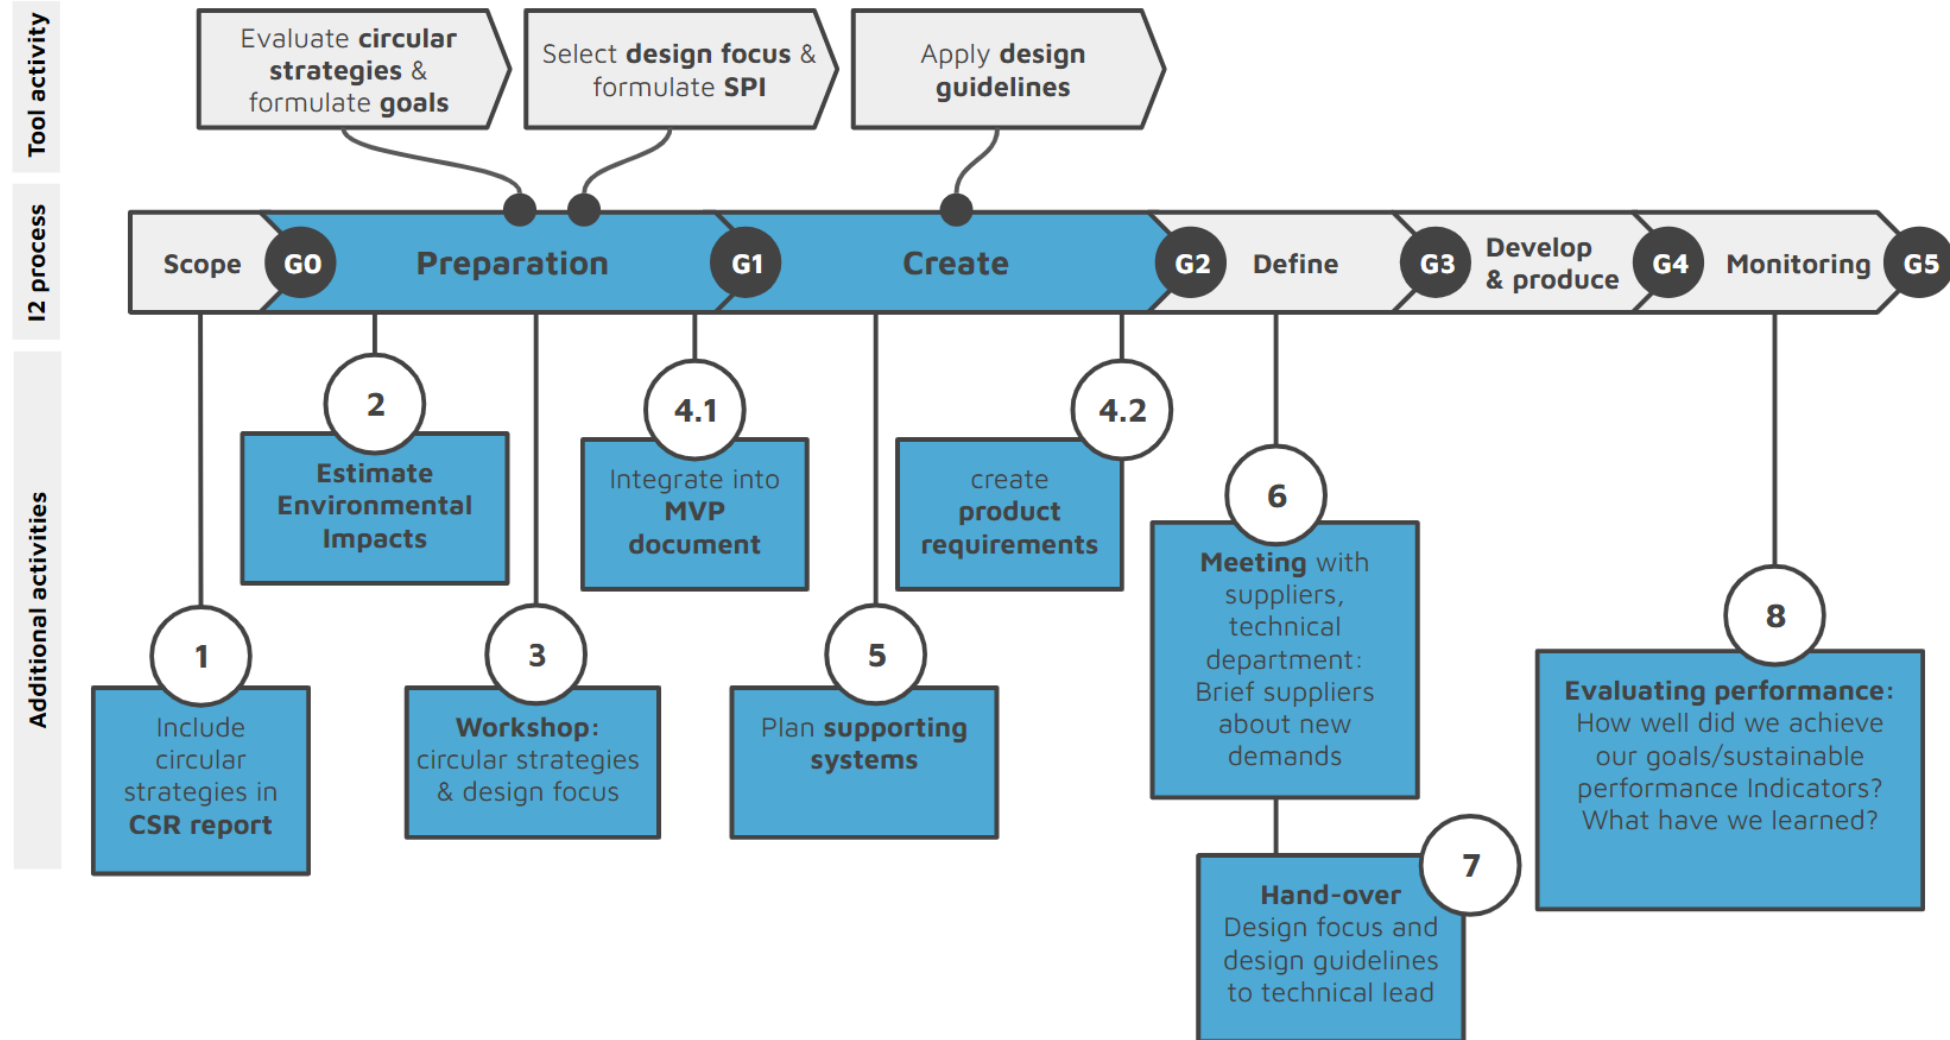 Tool activity
Evaluate circular
strategies &
formulate goals
Select design focus &
formulate SPI
Apply design
guidelines
I2 process
Scope
G0
Preparation
G1
Create
G2
Define
G3
Develop
& produce
G4
Monitoring
G5
Additional activities
1
Include
circular
strategies in
CSR report
2
Estimate
Environmental
Impacts
3
Workshop:
circular strategies
& design focus
4.1
Integrate into
MVP
document
5
Plan supporting
systems
4.2
create
product
requirements
6
Meeting with
suppliers,
technical
department:
Brief suppliers
about new
demands
7
Hand-over
Design focus and
design guidelines
to technical lead
8
Evaluating performance:
How well did we achieve
our goals/sustainable
performance Indicators?
What have we learned?